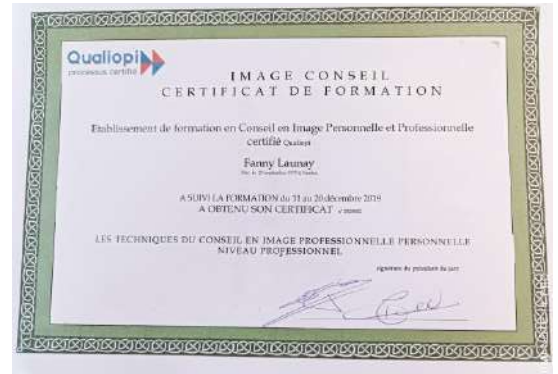 Qualiopi
processus certifié
IMAGE CONSEIL
CERTIFICAT DE FORMATION
Etablissement de formation en Conseil en Image Personnelle et Professionnelle
certifié Qualiopi
Fanny Launay
A SUIVI LA FORMATION du 11 au 20 décembre 2018
A OBTENU SON CERTIFICAT
LES TECHNIQUES DU CONSEIL EN IMAGE PROFESSIONNELLE PERSONNELLE
NIVEAU PROFESSIONNEL
signature du président du jury